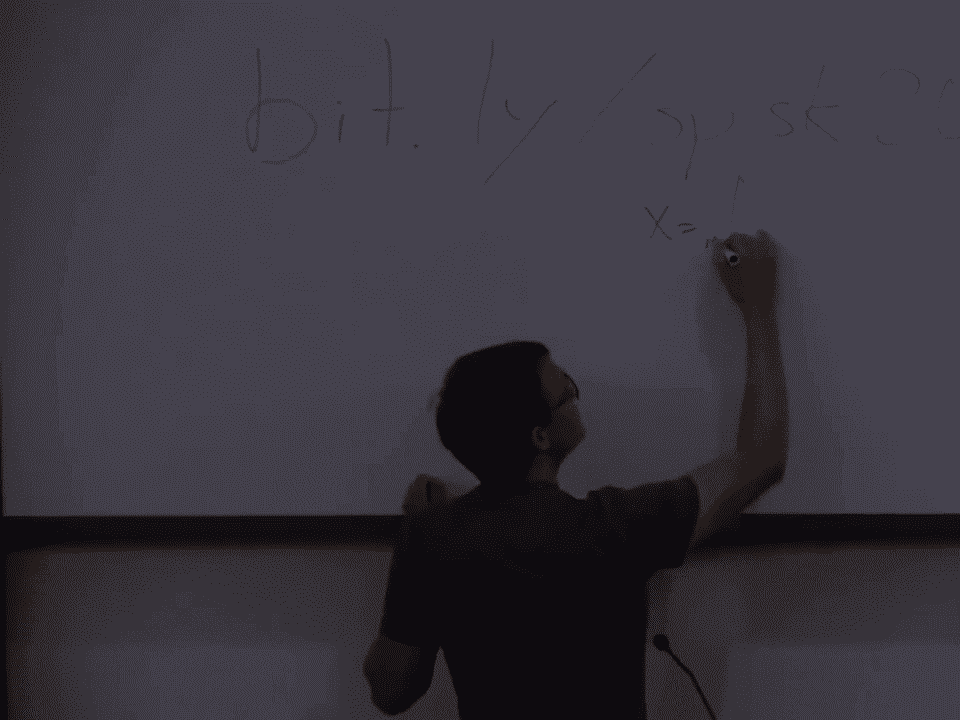 bit.ly/spsk
x =